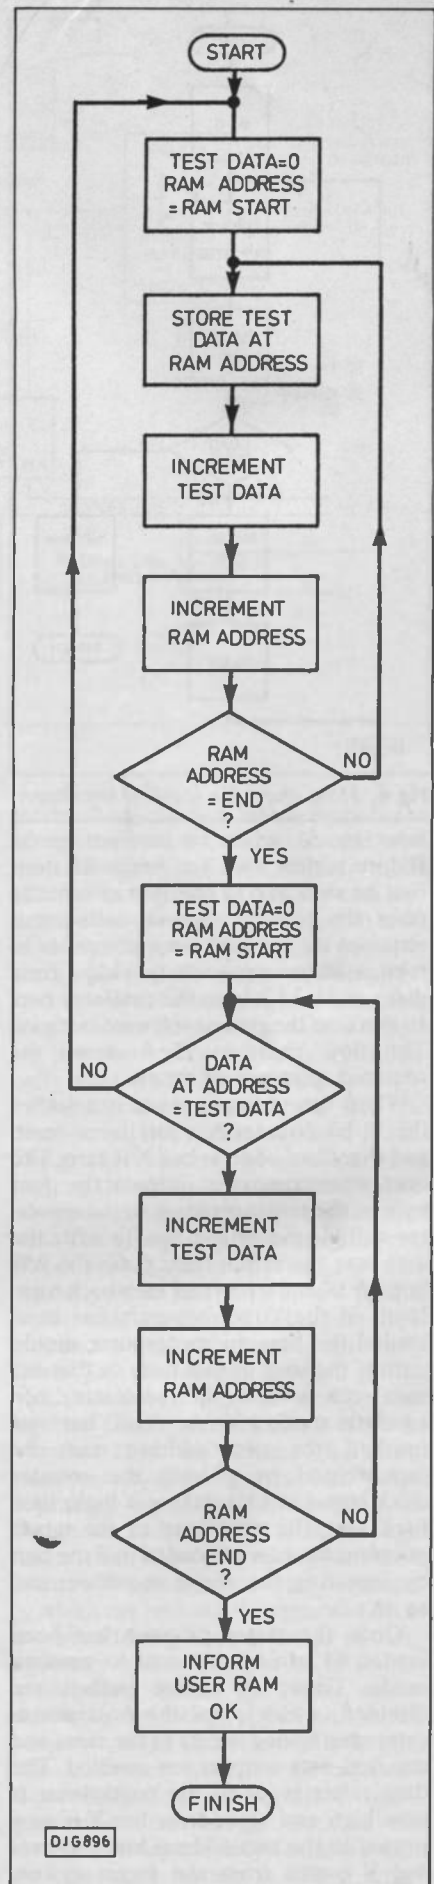 START
TEST DATA=0
RAM ADDRESS
=RAM START
STORE TEST
DATA AT
RAM ADDRESS
INCREMENT
TEST DATA
INCREMENT
RAM ADDRESS
RAM
ADDRESS
=END
?
NO
YES
TEST DATA=0
RAM ADDRESS
=RAM START
DATA
AT ADDRESS
=TEST DATA
?
NO
INCREMENT
TEST DATA
INCREMENT
RAM ADDRESS
RAM
ADDRESS
END
?
NO
YES
INFORM
USER RAM
OK
FINISH
DJG896